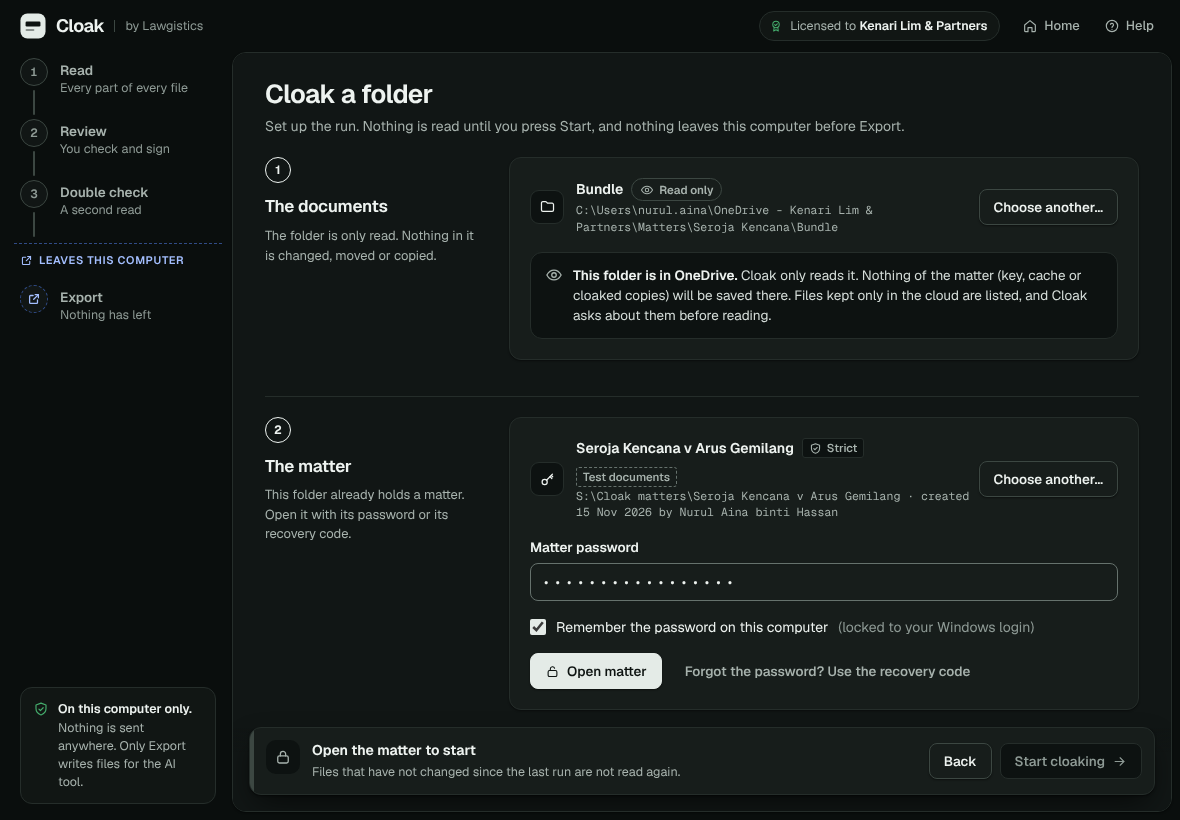 Cloak
by Lawgistics
Licensed to Kenari Lim & Partners
Home
Help
1
Read
Every part of every file
2
Review
You check and sign
3
Double check
A second read
LEAVES THIS COMPUTER
Export
Nothing has left
On this computer only.
Nothing is sent
anywhere. Only Export
writes files for the AI
tool.
Cloak a folder
Set up the run. Nothing is read until you press Start, and nothing leaves this computer before Export.
1
The documents
The folder is only read. Nothing in it
is changed, moved or copied.
Bundle
Read only
C:\Users\nurul.aina\OneDrive - Kenari Lim &
Partners\Matters\Seroja Kencana\Bundle
Choose another…
This folder is in OneDrive. Cloak only reads it. Nothing of the matter (key, cache or
cloaked copies) will be saved there. Files kept only in the cloud are listed, and Cloak
asks about them before reading.
2
The matter
This folder already holds a matter.
Open it with its password or its
recovery code.
Seroja Kencana v Arus Gemilang
Strict
Test documents
S:\Cloak matters\Seroja Kencana v Arus Gemilang · created
15 Nov 2026 by Nurul Aina binti Hassan
Choose another…
Matter password
•••••••••••••••••
Remember the password on this computer (locked to your Windows login)
Open matter
Forgot the password? Use the recovery code
Open the matter to start
Files that have not changed since the last run are not read again.
Back
Start cloaking →